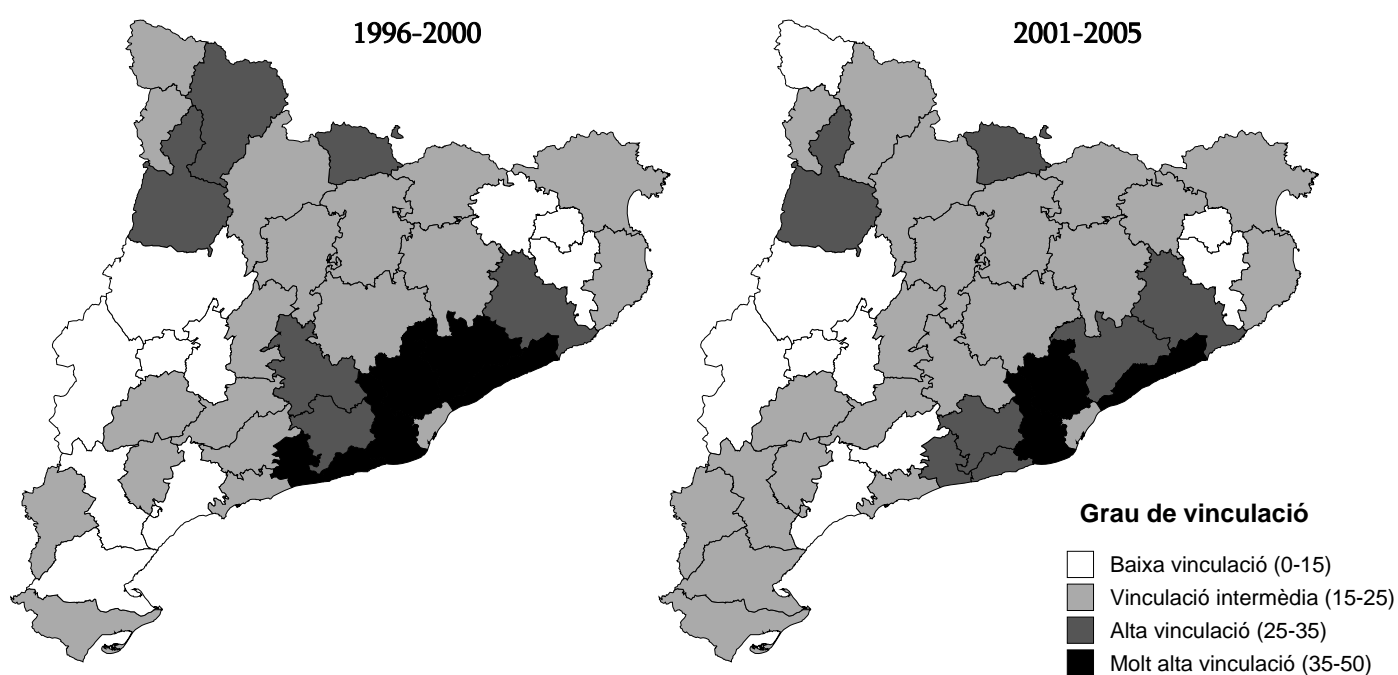 1996-2000
2001-2005
Grau de vinculació
Baixa vinculació (0-15)
Vinculació intermèdia (15-25)
Alta vinculació (25-35)
Molt alta vinculació (35-50)